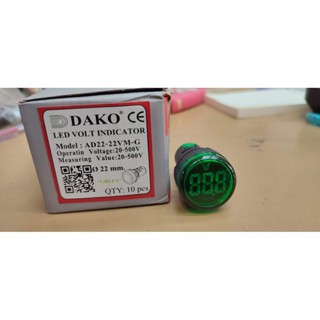 DAKO® CE
LED VOLT INDICATOR
Model : AD22-22VM-G
Operatin Voltage:20-500V
Measuring Value:20-500V
Ø 22 mm
QTY: 10 pcs
V
888